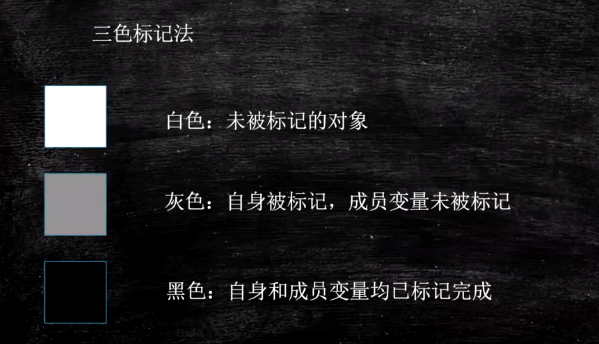 三色标记法
白色：未被标记的对象
灰色：自身被标记，成员变量未被标记
黑色：自身和成员变量均已标记完成